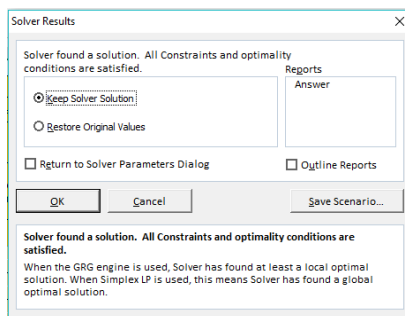 Solver Results
Solver found a solution. All Constraints and optimality
conditions are satisfied.
Reports
Answer
Keep Solver Solution
Restore Original Values
Return to Solver Parameters Dialog
Outline Reports
OK
Cancel
Save Scenario...
Solver found a solution. All Constraints and optimality conditions are
satisfied.
When the GRG engine is used, Solver has found at least a local optimal
solution. When Simplex LP is used, this means Solver has found a global
optimal solution.